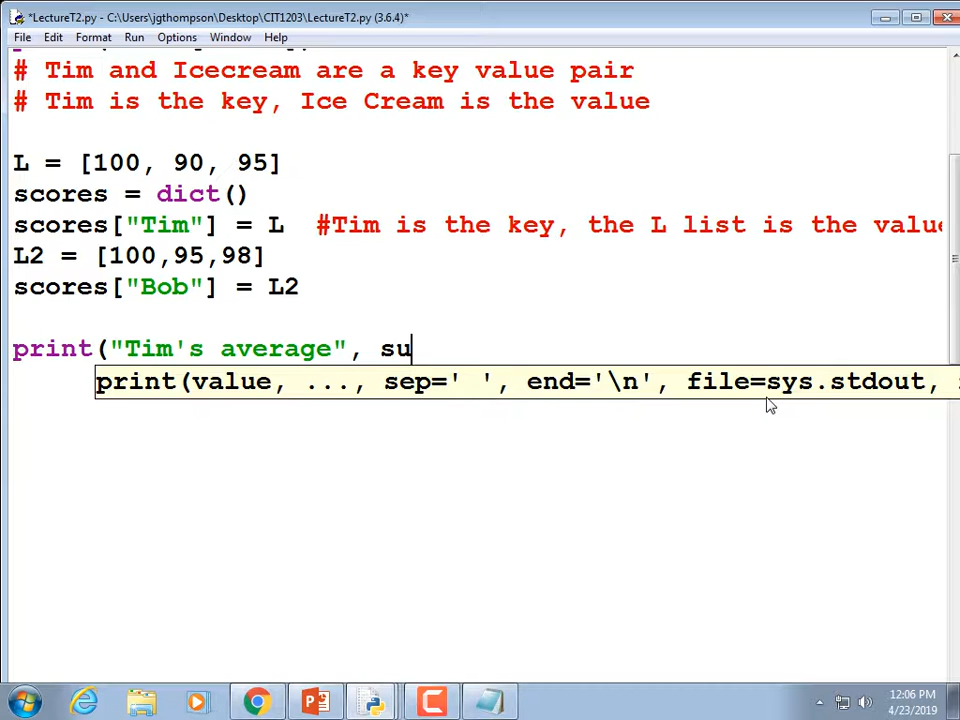 *LectureT2.py - C:\Users\jgthompson\Desktop\CIT1203\LectureT2.py (3.6.4)*
File Edit Format Run Options Window Help
# Tim and Icecream are a key value pair
# Tim is the key, Ice Cream is the value
L = [100, 90, 95]
scores = dict()
scores["Tim"] = L  #Tim is the key, the L list is the value
L2 = [100,95,98]
scores["Bob"] = L2
print("Tim's average", su
print(value, ..., sep=' ', end='\n', file=sys.stdout,
12:06 PM
4/23/2019